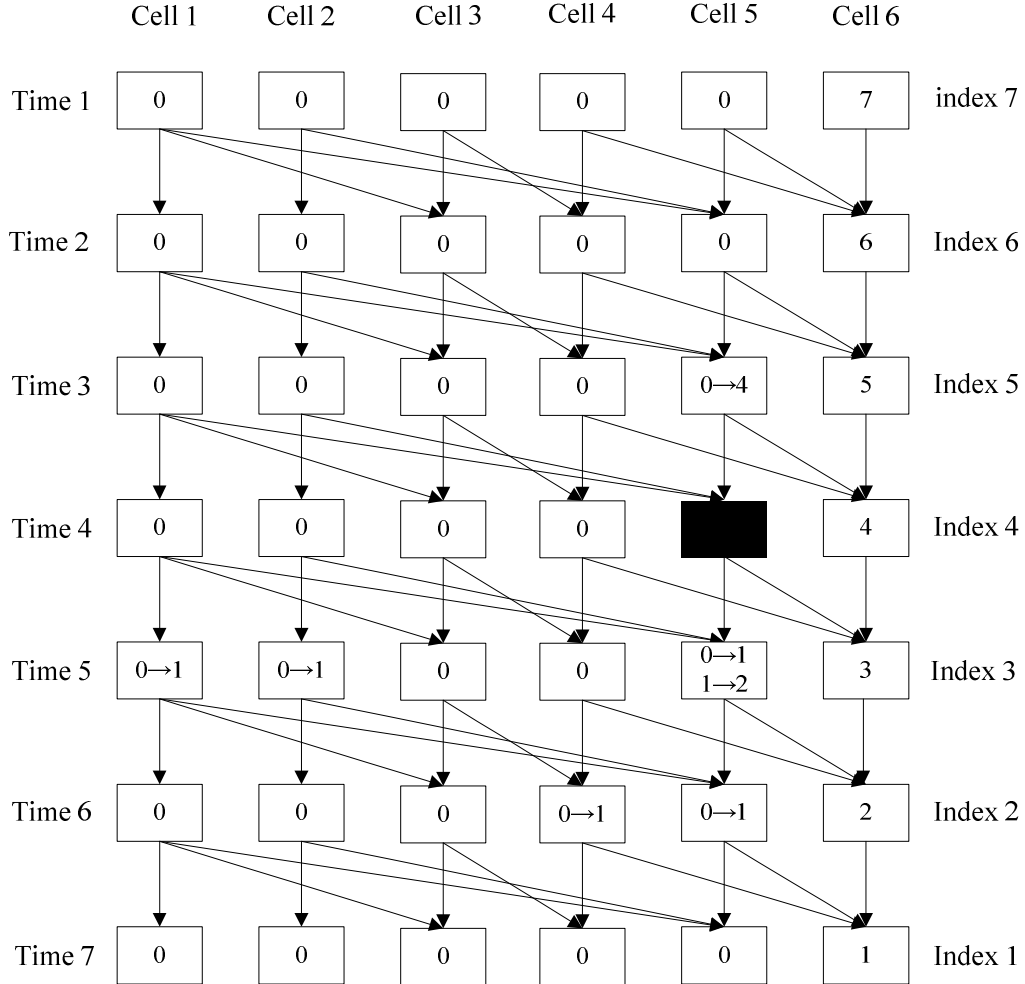 Cell 1 Cell 2 Cell 3 Cell 4 Cell 5 Cell 6
Time 1 0 0 0 0 0 7 index 7
Time 2 0 0 0 0 0 6 Index 6
Time 3 0 0 0 0 0→4 5 Index 5
Time 4 0 0 0 0 4 Index 4
Time 5 0→1 0→1 0 0 0→1 3 Index 3
1→2
Time 6 0 0 0 0→1 0→1 2 Index 2
Time 7 0 0 0 0 0 1 Index 1